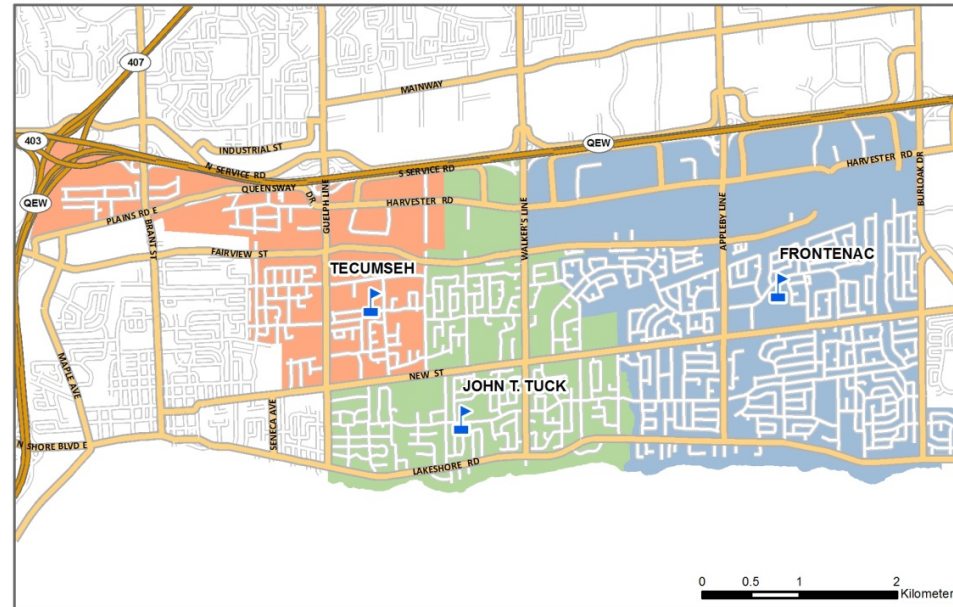 407
MAINWAY
403
QEW
INDUSTRIAL ST
N SERVICE RD
S SERVICE RD
HARVESTER RD
QUEENSWAY DR
BURLOAK DR
QEW
PLAINS RD E
GUELPH LINE
HARVESTER RD
WALKER'S LINE
APPLEBY LINE
BRANT ST
FAIRVIEW ST
TECUMSEH
FRONTENAC
MAPLE AVE
NEW ST
JOHN T. TUCK
SENECA AVE
N SHORE BLVD E
LAKESHORE RD
0 0.5 1 2
Kilometer